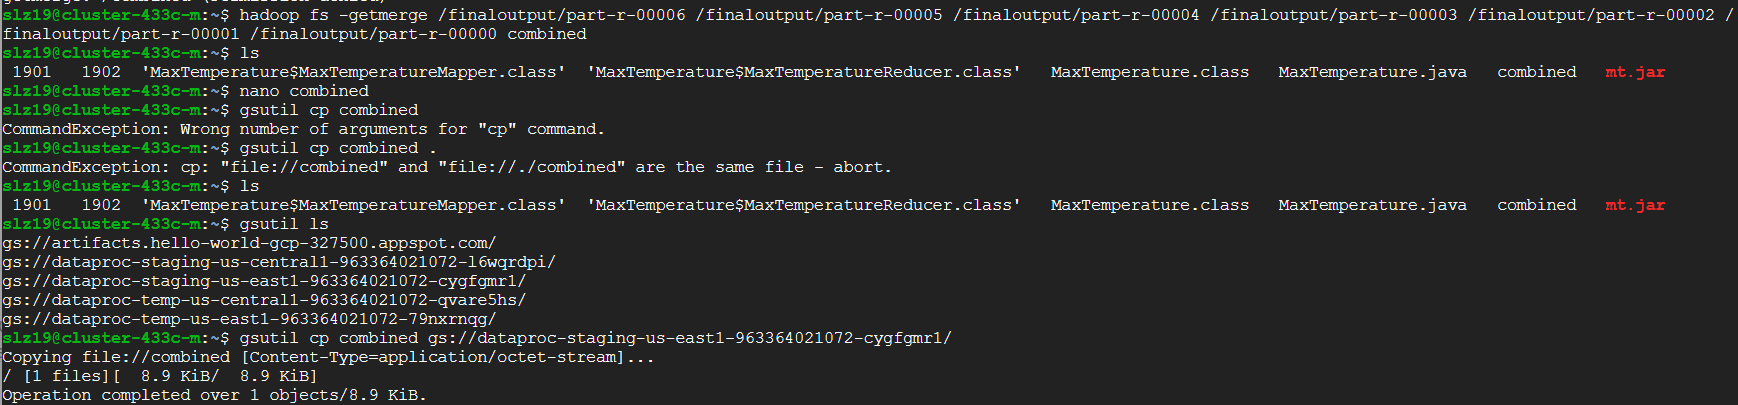 slz19@cluster-433c-m:~$ hadoop fs -getmerge /finaloutput/part-r-00006 /finaloutput/part-r-00005 /finaloutput/part-r-00004 /finaloutput/part-r-00003 /finaloutput/part-r-00002 /
finaloutput/part-r-00001 /finaloutput/part-r-00000 combined
slz19@cluster-433c-m:~$ ls
1901   1902  'MaxTemperature$MaxTemperatureMapper.class'  'MaxTemperature$MaxTemperatureReducer.class'   MaxTemperature.class   MaxTemperature.java   combined   mt.jar
slz19@cluster-433c-m:~$ nano combined
slz19@cluster-433c-m:~$ gsutil cp combined
CommandException: Wrong number of arguments for "cp" command.
slz19@cluster-433c-m:~$ gsutil cp combined .
CommandException: cp: "file://combined" and "file://./combined" are the same file - abort.
slz19@cluster-433c-m:~$ ls
1901   1902  'MaxTemperature$MaxTemperatureMapper.class'  'MaxTemperature$MaxTemperatureReducer.class'   MaxTemperature.class   MaxTemperature.java   combined   mt.jar
slz19@cluster-433c-m:~$ gsutil ls
gs://artifacts.hello-world-gcp-327500.appspot.com/
gs://dataproc-staging-us-central1-963364021072-l6wqrdpi/
gs://dataproc-staging-us-east1-963364021072-cygfgmr1/
gs://dataproc-temp-us-central1-963364021072-qvare5hs/
gs://dataproc-temp-us-east1-963364021072-79nxrnqg/
slz19@cluster-433c-m:~$ gsutil cp combined gs://dataproc-staging-us-east1-963364021072-cygfgmr1/
Copying file://combined [Content-Type=application/octet-stream]...
/ [1 files][  8.9 KiB/  8.9 KiB]
Operation completed over 1 objects/8.9 KiB.